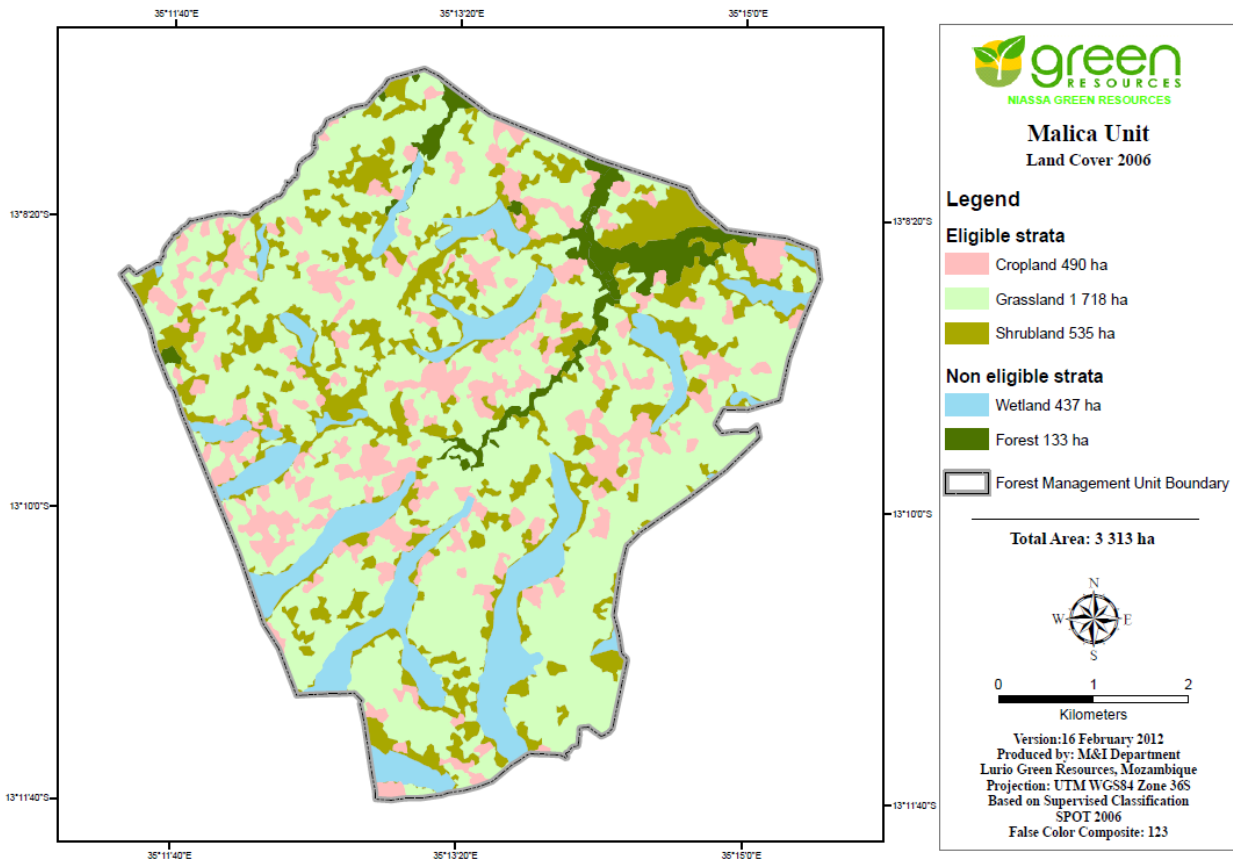 35°11'40"E 35°13'20"E 35°15'0"E
13°8'20"S 13°8'20"S
13°10'0"S 13°10'0"S
13°11'40"S 13°11'40"S
35°11'40"E 35°13'20"E 35°15'0"E
green
RESOURCES
NIASSA GREEN RESOURCES
Malica Unit
Land Cover 2006
Legend
Eligible strata
Cropland 490 ha
Grassland 1 718 ha
Shrubland 535 ha
Non eligible strata
Wetland 437 ha
Forest 133 ha
Forest Management Unit Boundary
Total Area: 3 313 ha
N
W E
S
0 1 2
Kilometers
Version:16 February 2012
Produced by: M&I Department
Lurio Green Resources, Mozambique
Projection: UTM WGS84 Zone 36S
Based on Supervised Classification
SPOT 2006
False Color Composite: 123